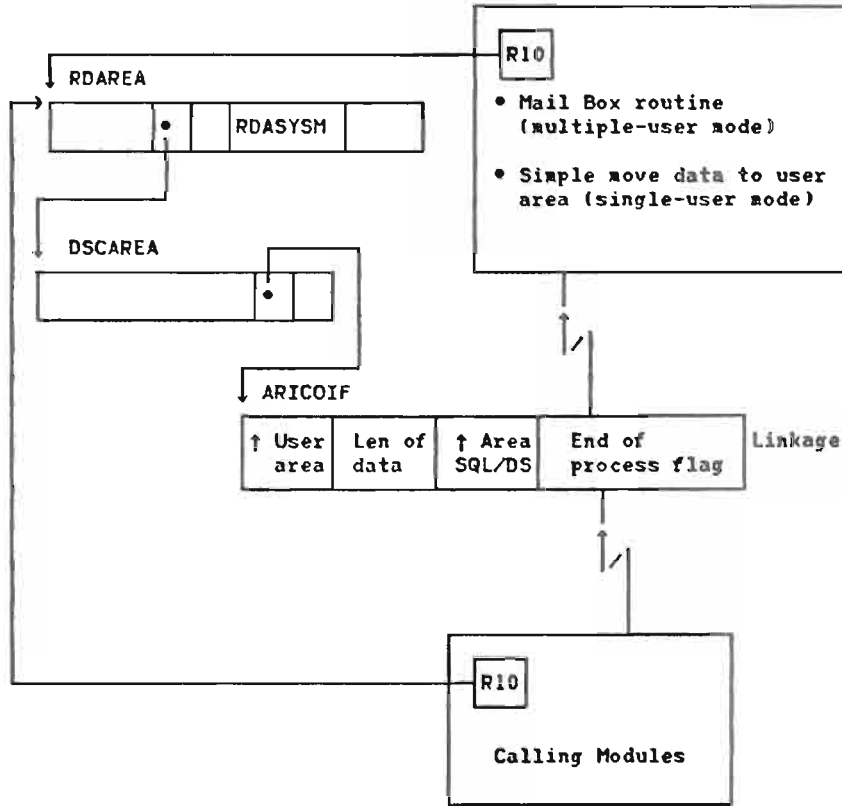 R10
RDAREA
• Mail Box routine
(multiple-user mode)
RDASYSM
• Simple move data to user
area (single-user mode)
DSCAREA
ARICOIF
↑ User
area
Len of
data
↑ Area
SQL/DS
End of
process flag
Linkage
R10
Calling Modules